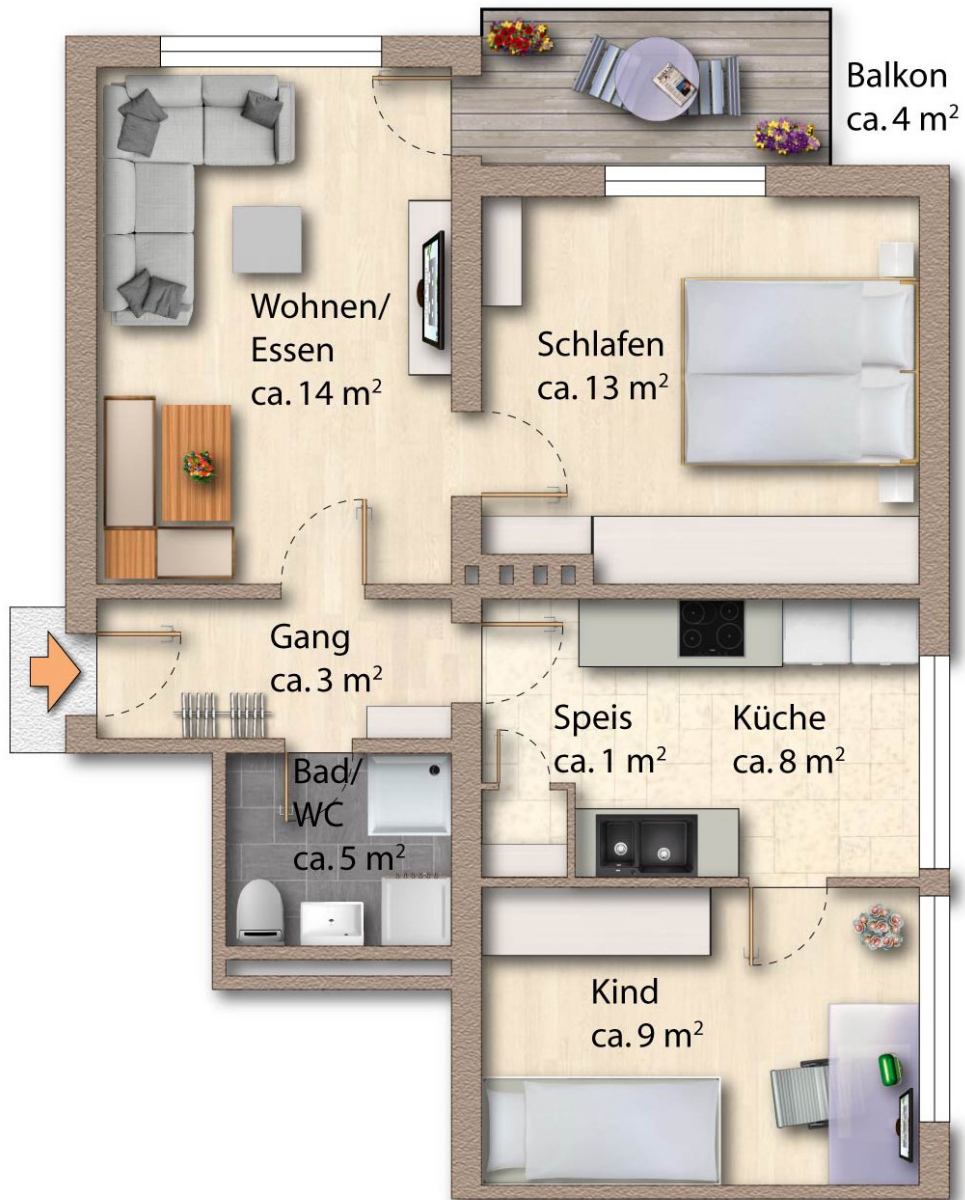 Balkon
ca. 4 m²
Wohnen/
Essen
ca. 14 m²
Schlafen
ca. 13 m²
Gang
ca. 3 m²
Speis
ca. 1 m²
Küche
ca. 8 m²
Bad/
WC
ca. 5 m²
Kind
ca. 9 m²